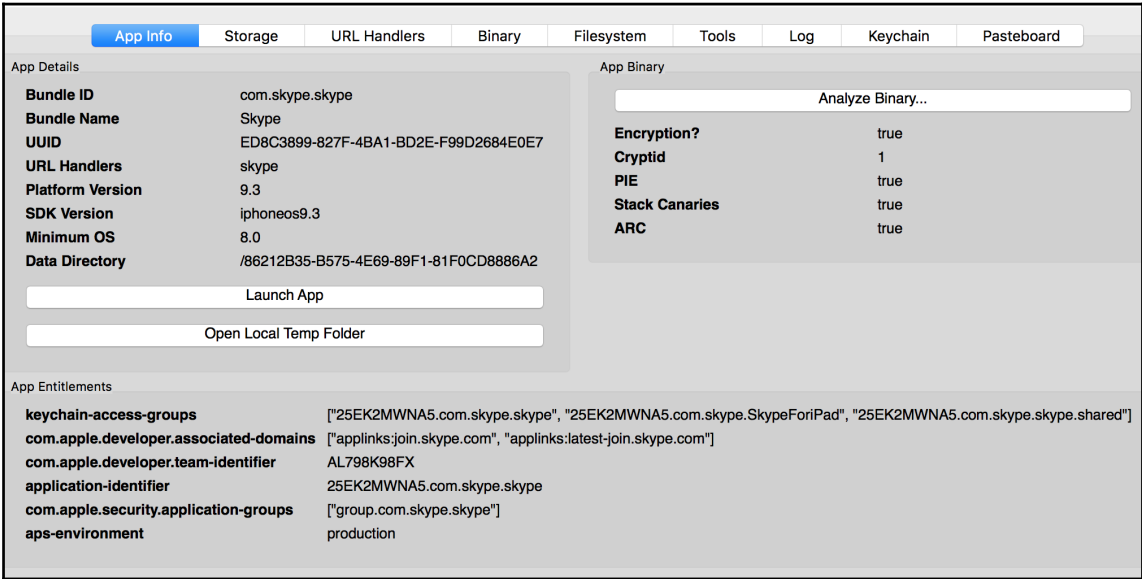 App Info Storage URL Handlers Binary Filesystem Tools Log Keychain Pasteboard
App Details
Bundle ID com.skype.skype
Bundle Name Skype
UUID ED8C3899-827F-4BA1-BD2E-F99D2684E0E7
URL Handlers skype
Platform Version 9.3
SDK Version iphoneos9.3
Minimum OS 8.0
Data Directory /86212B35-B575-4E69-89F1-81F0CD8886A2
Launch App
Open Local Temp Folder
App Binary
Analyze Binary...
Encryption? true
Cryptid 1
PIE true
Stack Canaries true
ARC true
App Entitlements
keychain-access-groups ["25EK2MWNA5.com.skype.skype", "25EK2MWNA5.com.skype.SkypeForiPad", "25EK2MWNA5.com.skype.skype.shared"]
com.apple.developer.associated-domains ["applinks:join.skype.com", "applinks:latest-join.skype.com"]
com.apple.developer.team-identifier AL798K98FX
application-identifier 25EK2MWNA5.com.skype.skype
com.apple.security.application-groups ["group.com.skype.skype"]
aps-environment production